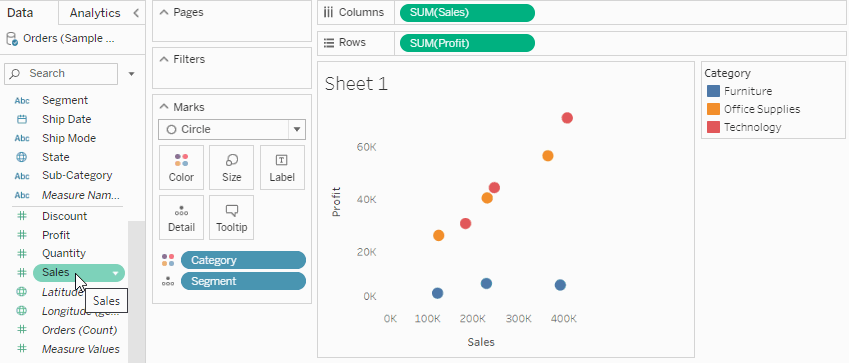 Data
Analytics
Orders (Sample ...
Search
Abc Segment
Ship Date
Abc Ship Mode
State
Abc Sub-Category
Abc Measure Nam...
# Discount
# Profit
# Quantity
# Sales
Latitude
Sales
Longitude (ge...
# Orders (Count)
# Measure Values
Pages
Filters
Marks
Circle
Color
Size
T
Label
Detail
Tooltip
Category
Segment
Columns
SUM(Sales)
Rows
SUM(Profit)
Sheet 1
Profit
60K
40K
20K
0K
0K 100K 200K 300K 400K
Sales
Category
Furniture
Office Supplies
Technology